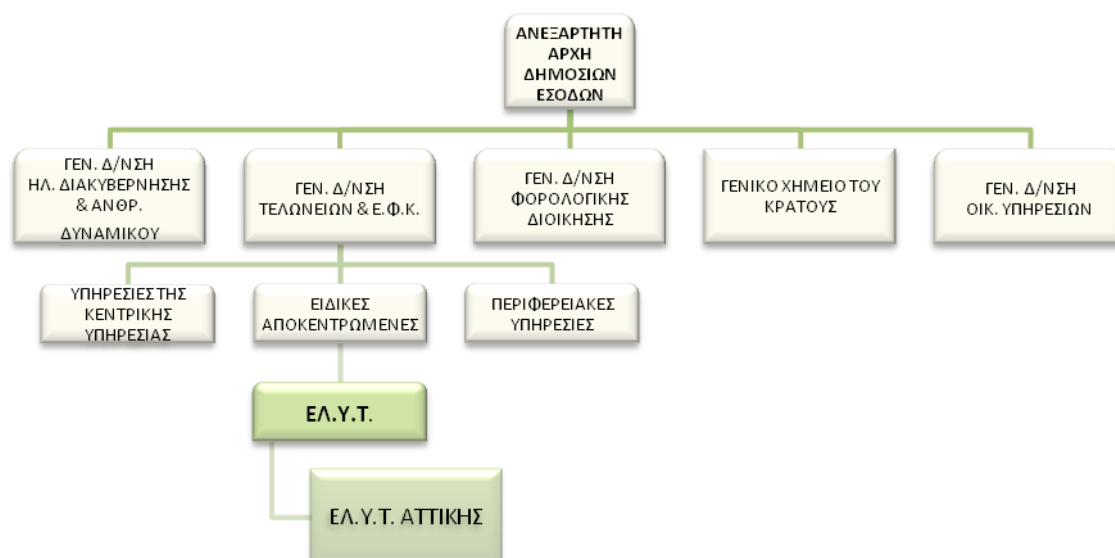 ΑΝΕΞΑΡΤΗΤΗ
ΑΡΧΗ
ΔΗΜΟΣΙΩΝ
ΕΣΟΔΩΝ
ΓΕΝ. Δ/ΝΣΗ
ΗΛ. ΔΙΑΚΥΒΕΡΝΗΣΗΣ
& ΑΝΘΡ.
ΔΥΝΑΜΙΚΟΥ
ΓΕΝ. Δ/ΝΣΗ
ΤΕΛΩΝΕΙΩΝ & Ε.Φ.Κ.
ΓΕΝ. Δ/ΝΣΗ
ΦΟΡΟΛΟΓΙΚΗΣ
ΔΙΟΙΚΗΣΗΣ
ΓΕΝΙΚΟ ΧΗΜΕΙΟ ΤΟΥ
ΚΡΑΤΟΥΣ
ΓΕΝ. Δ/ΝΣΗ
ΟΙΚ. ΥΠΗΡΕΣΙΩΝ
ΥΠΗΡΕΣΙΕΣ ΤΗΣ
ΚΕΝΤΡΙΚΗΣ
ΥΠΗΡΕΣΙΑΣ
ΕΙΔΙΚΕΣ
ΑΠΟΚΕΝΤΡΩΜΕΝΕΣ
ΠΕΡΙΦΕΡΕΙΑΚΕΣ
ΥΠΗΡΕΣΙΕΣ
ΕΛ.Υ.Τ.
ΕΛ.Υ.Τ. ΑΤΤΙΚΗΣ